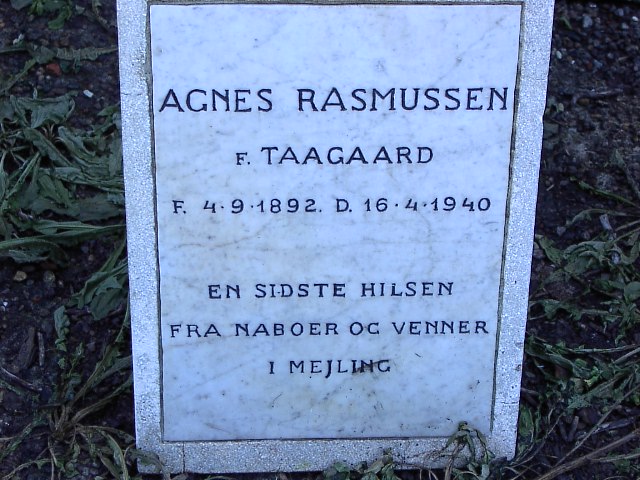 AGNES RASMUSSEN
F. TAAGAARD
F. 4·9·1892. D. 16·4·1940
EN SIDSTE HILSEN
FRA NABOER OG VENNER
I MEJLING